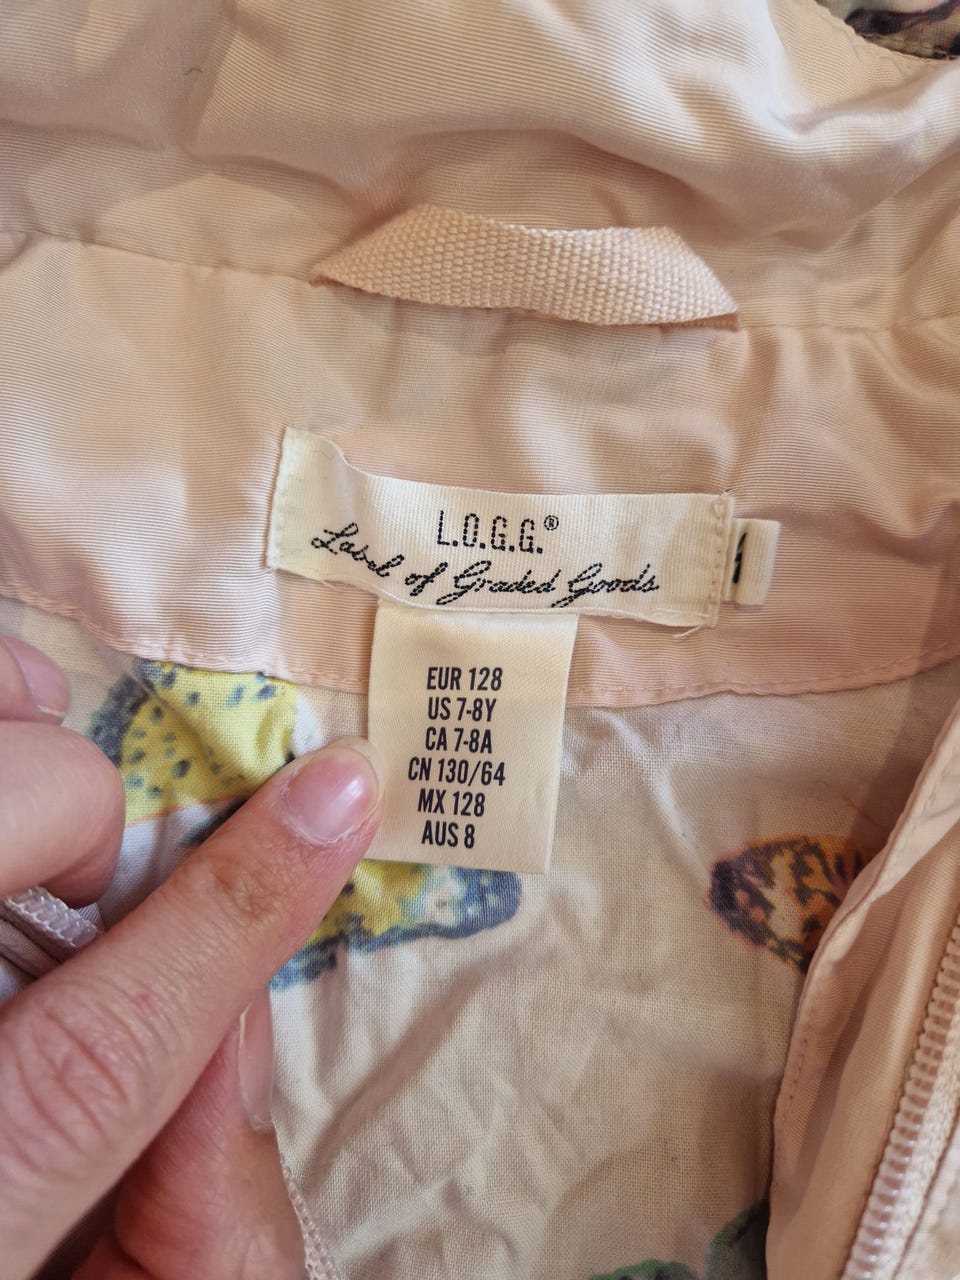 L.O.G.G.®
Label of Graded Goods
EUR 128
US 7-8Y
CA 7-8A
CN 130/64
MX 128
AUS 8